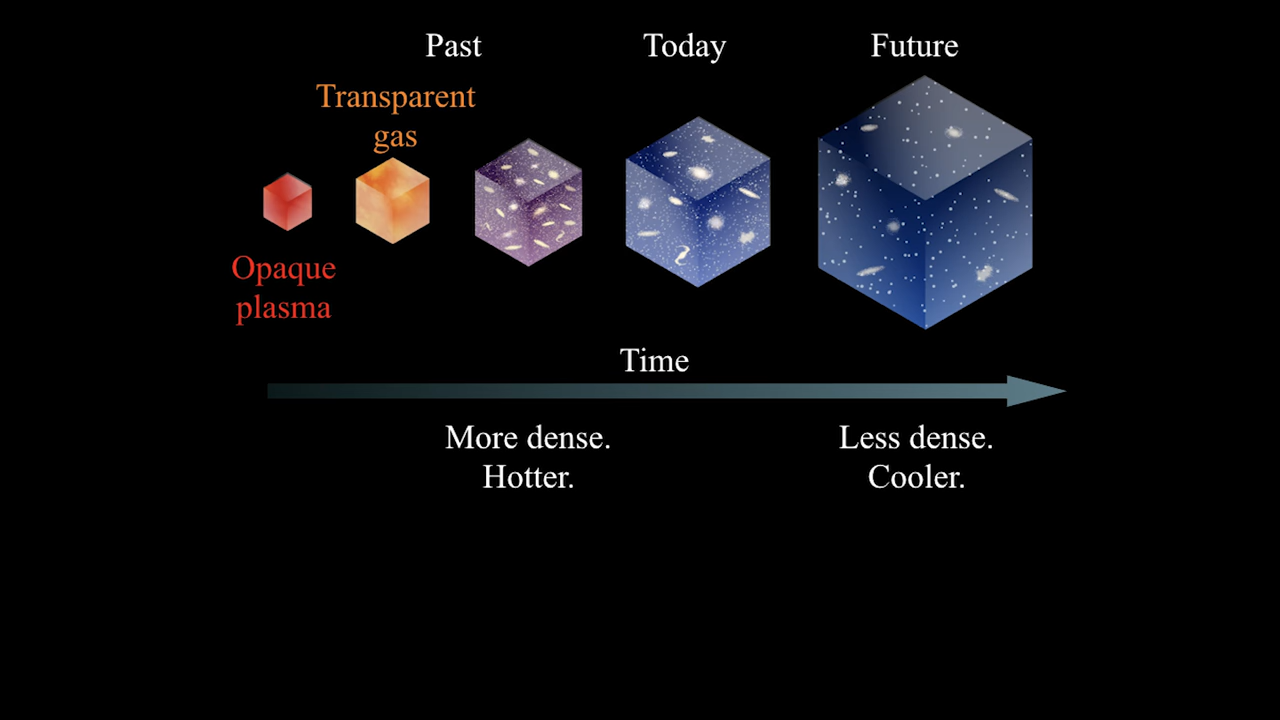 Past
Today
Future
Transparent
gas
Opaque
plasma
Time
More dense.
Hotter.
Less dense.
Cooler.